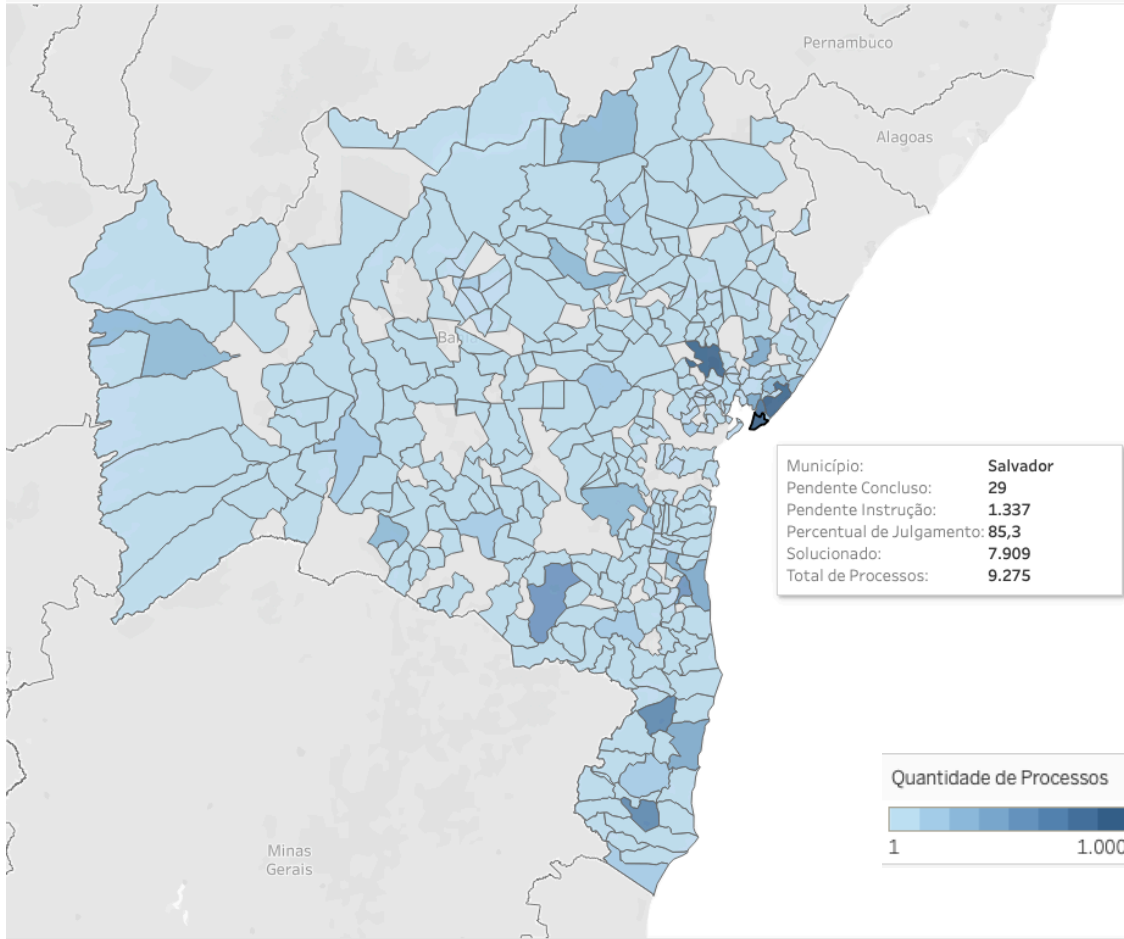 Pernambuco
Alagoas
Bahia
Município: Salvador
Pendente Concluso: 29
Pendente Instrução: 1.337
Percentual de Julgamento: 85,3
Solucionado: 7.909
Total de Processos: 9.275
Quantidade de Processos
1 1.000
Minas
Gerais